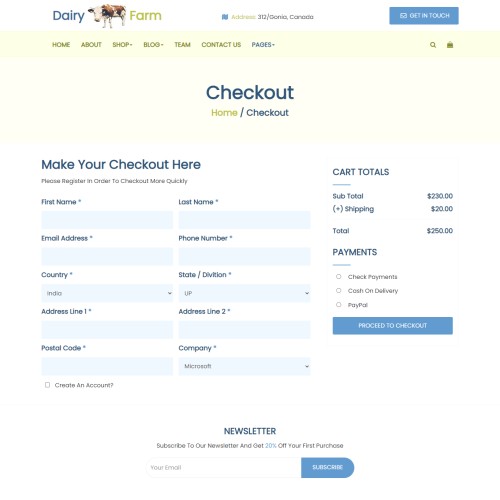 Dairy Farm
Address: 312/Gonia, Canada
GET IN TOUCH
HOME ABOUT SHOP BLOG TEAM CONTACT US PAGES
Checkout
Home / Checkout
Make Your Checkout Here
Please Register In Order To Checkout More Quickly
First Name *
Last Name *
Email Address *
Phone Number *
Country *
State / Divition *
India
UP
Address Line 1 *
Address Line 2 *
Postal Code *
Company *
Microsoft
Create An Account?
CART TOTALS
Sub Total $230.00
(+) Shipping $20.00
Total $250.00
PAYMENTS
Check Payments
Cash On Delivery
PayPal
PROCEED TO CHECKOUT
NEWSLETTER
Subscribe To Our Newsletter And Get 20% Off Your First Purchase
Your Email
SUBSCRIBE